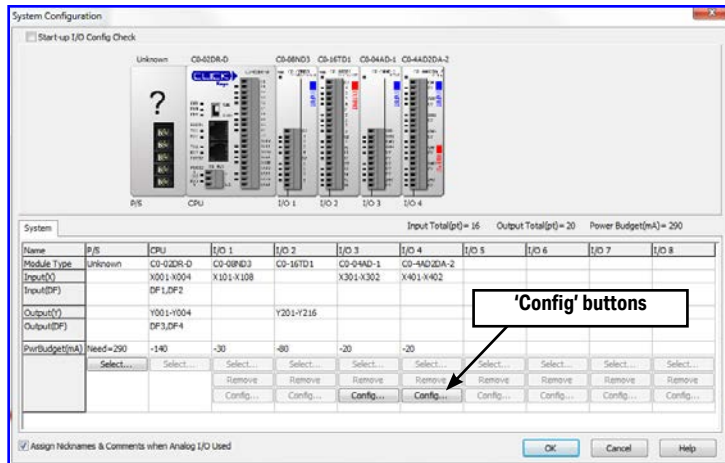 System Configuration
Start-up I/O Config Check
Unknown C0-02DR-D C0-08ND3 C0-16TD1 C0-04AD-1 C0-4AD2DA-2
CLICK
?
P/S CPU I/O 1 I/O 2 I/O 3 I/O 4
System Input Total(pt)= 16 Output Total(pt)= 20 Power Budget(mA)= 290
Name P/S CPU I/O 1 I/O 2 I/O 3 I/O 4 I/O 5 I/O 6 I/O 7 I/O 8
Module Type Unknown C0-02DR-D C0-08ND3 C0-16TD1 C0-04AD-1 C0-4AD2DA-2
Input(X) X001-X004 X101-X108 X301-X302 X401-X402
Input(DF) DF1,DF2
'Config' buttons
Output(Y) Y001-Y004 Y201-Y216
Output(DF) DF3,DF4
PwrBudget(mA) Need=290 -140 -30 -80 -20 -20
Select... Select... Select... Select... Select... Select... Select... Select... Select... Select...
Remove Remove Remove Remove Remove Remove Remove Remove
Config... Config... Config... Config... Config... Config... Config... Config...
Assign Nicknames & Comments when Analog I/O Used OK Cancel Help